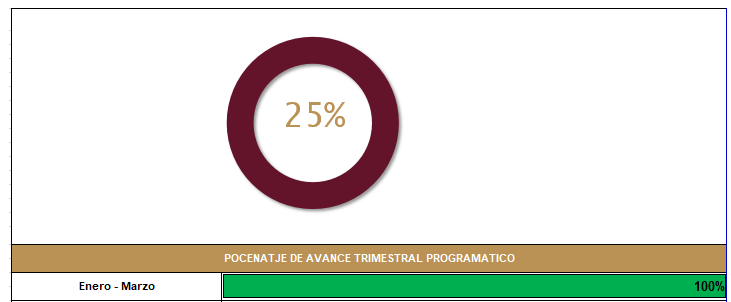 25%
POCENATJE DE AVANCE TRIMESTRAL PROGRAMATICO
Enero - Marzo 100%